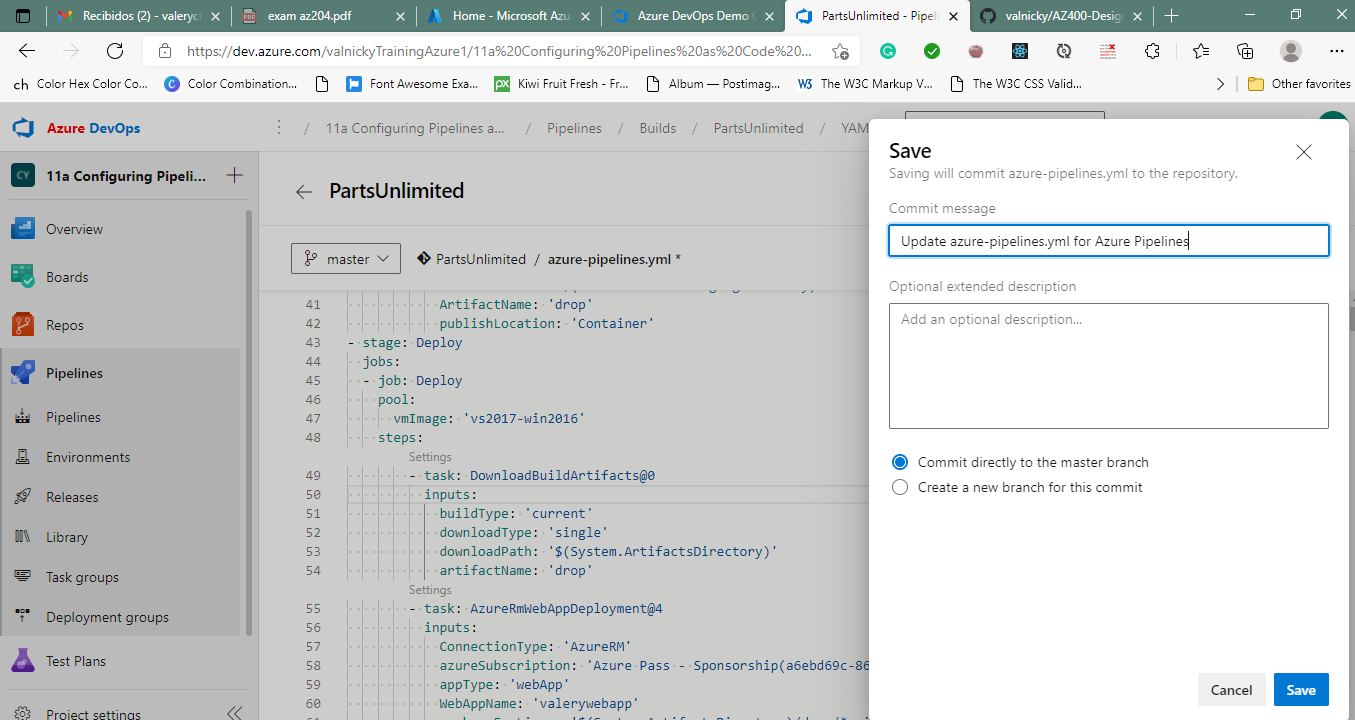 Recibidos (2) - valerycr
exam az204.pdf
Home - Microsoft Azu
Azure DevOps Demo
PartsUnlimited - Pipeli
valnicky/AZ400-Design
https://dev.azure.com/valnickyTrainingAzure1/11a%20Configuring%20Pipelines%20as%20Code%20...
ch Color Hex Color Co...
Color Combination...
Font Awesome Exa...
Kiwi Fruit Fresh - Fr...
Album — Postimag...
The W3C Markup V...
The W3C CSS Valid...
Other favorites
Azure DevOps
/ 11a Configuring Pipelines a... / Pipelines / Builds / PartsUnlimited / YAM
CY 11a Configuring Pipeli...
Overview
Boards
Repos
Pipelines
Pipelines
Environments
Releases
Library
Task groups
Deployment groups
Test Plans
Project settings
PartsUnlimited
master
PartsUnlimited / azure-pipelines.yml *
41 ArtifactName: 'drop'
42 publishLocation: 'Container'
43 - stage: Deploy
44 jobs:
45 - job: Deploy
46 pool:
47 vmImage: 'vs2017-win2016'
48 steps:
Settings
49 - task: DownloadBuildArtifacts@0
50 inputs:
51 buildType: 'current'
52 downloadType: 'single'
53 downloadPath: '$(System.ArtifactsDirectory)'
54 artifactName: 'drop'
Settings
55 - task: AzureRmWebAppDeployment@4
56 inputs:
57 ConnectionType: 'AzureRM'
58 azureSubscription: 'Azure Pass - Sponsorship(a6ebd69c-86
59 appType: 'webApp'
60 WebAppName: 'valerywebapp'
Save
Saving will commit azure-pipelines.yml to the repository.
Commit message
Update azure-pipelines.yml for Azure Pipelines
Optional extended description
Add an optional description...
Commit directly to the master branch
Create a new branch for this commit
Cancel
Save